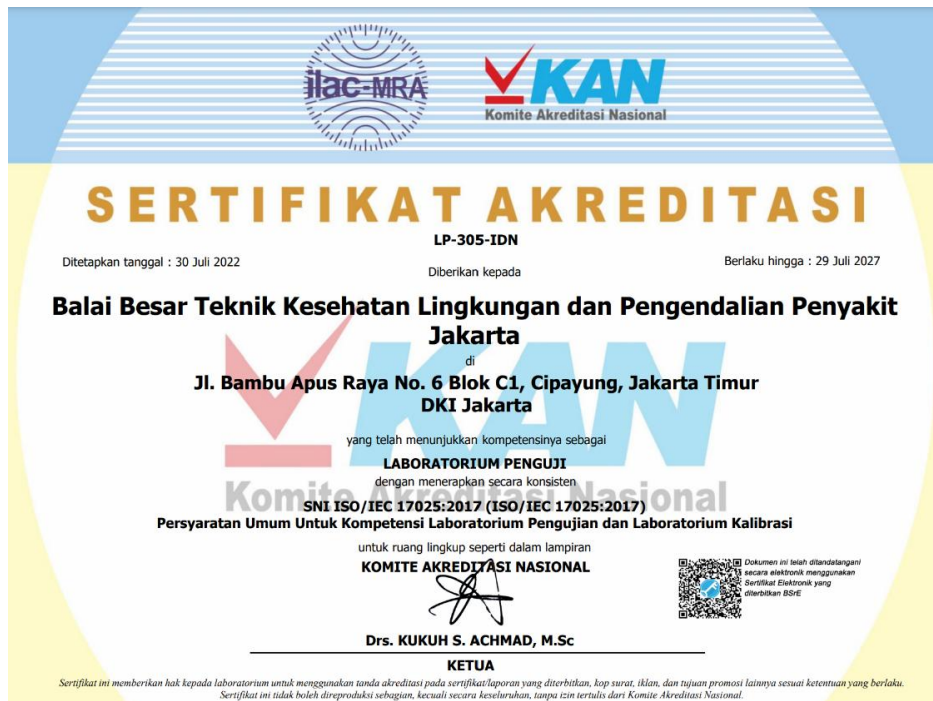 ilac-MRA
KAN
Komite Akreditasi Nasional
SERTIFIKAT AKREDITASI
LP-305-IDN
Ditetapkan tanggal : 30 Juli 2022
Berlaku hingga : 29 Juli 2027
Diberikan kepada
Balai Besar Teknik Kesehatan Lingkungan dan Pengendalian Penyakit
Jakarta
di
Jl. Bambu Apus Raya No. 6 Blok C1, Cipayung, Jakarta Timur
DKI Jakarta
KAN
yang telah menunjukkan kompetensinya sebagai
LABORATORIUM PENGUJI
dengan menerapkan secara konsisten
Komite Akreditasi Nasional
SNI ISO/IEC 17025:2017 (ISO/IEC 17025:2017)
Persyaratan Umum Untuk Kompetensi Laboratorium Pengujian dan Laboratorium Kalibrasi
untuk ruang lingkup seperti dalam lampiran
KOMITE AKREDITASI NASIONAL
Dokumen ini telah ditandatangani
secara elektronik menggunakan
Sertifikat Elektronik yang
diterbitkan BSrE
Drs. KUKUH S. ACHMAD, M.Sc
KETUA
Sertifikat ini memberikan hak kepada laboratorium untuk menggunakan tanda akreditasi pada sertifikat/laporan yang diterbitkan, kop surat, iklan, dan tujuan promosi lainnya sesuai ketentuan yang berlaku.
Sertifikat ini tidak boleh direproduksi sebagian, kecuali secara keseluruhan, tanpa izin tertulis dari Komite Akreditasi Nasional.